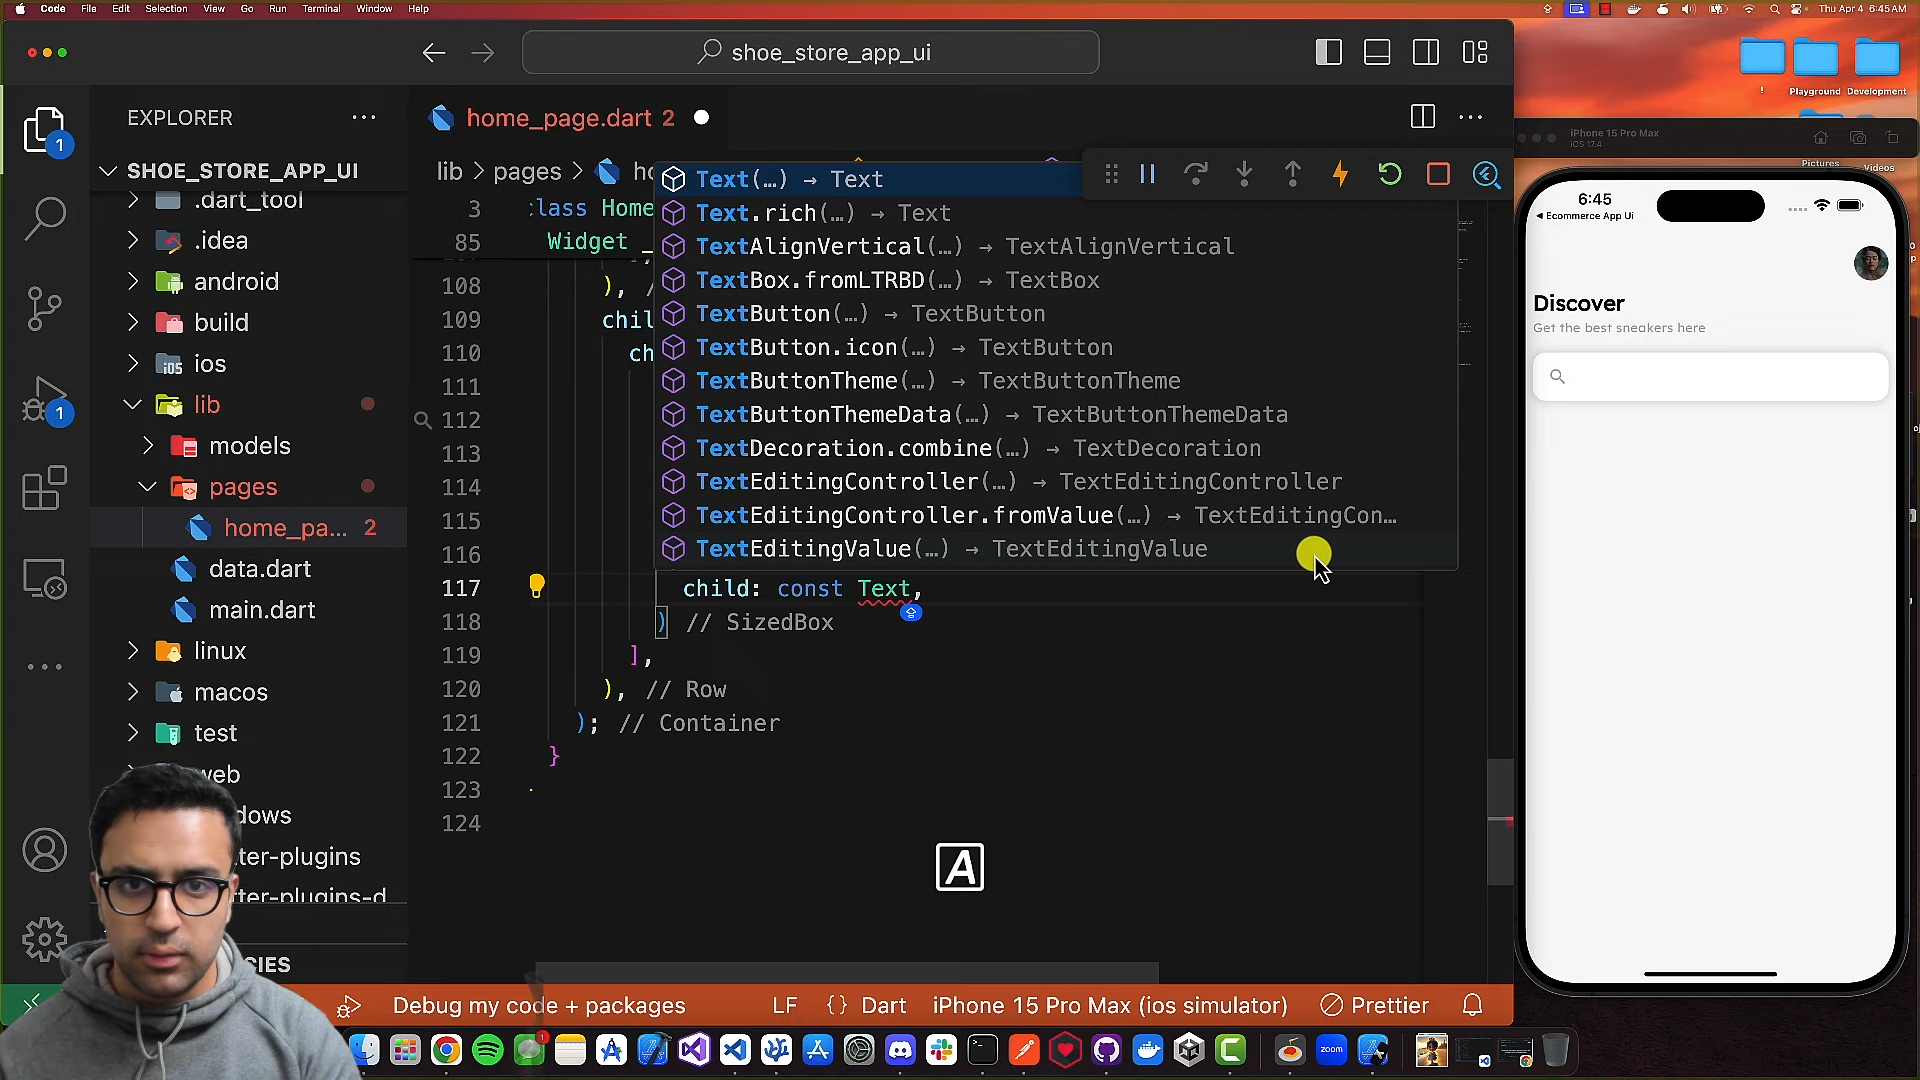 Code File Edit Selection View Go Run Terminal Window Help
Thu Apr 4 6:45 AM
shoe_store_app_ui
Playground Development
EXPLORER
home_page.dart 2
iPhone 15 Pro Max
iOS 17.4
SHOE_STORE_APP_UI
lib > pages >
Pictures
Videos
.dart_tool
.idea
android
build
ios
lib
models
pages
home_pa... 2
data.dart
main.dart
linux
macos
test
web
1
1
Text(…) → Text
Text.rich(…) → Text
TextAlignVertical(…) → TextAlignVertical
TextBox.fromLTRBD(…) → TextBox
TextButton(…) → TextButton
TextButton.icon(…) → TextButton
TextButtonTheme(…) → TextButtonTheme
TextButtonThemeData(…) → TextButtonThemeData
TextDecoration.combine(…) → TextDecoration
TextEditingController(…) → TextEditingController
TextEditingController.fromValue(…) → TextEditingCon…
TextEditingValue(…) → TextEditingValue
3 class Home
85 Widget _
108 ), /
109 chil
110 ch
111
112
113
114
115
116
117 child: const Text,
118 ) // SizedBox
119 ],
120 ), // Row
121 ); // Container
122 }
123
124
A
6:45
Ecommerce App Ui
Discover
Get the best sneakers here
Debug my code + packages LF {} Dart iPhone 15 Pro Max (ios simulator) Prettier
zoom